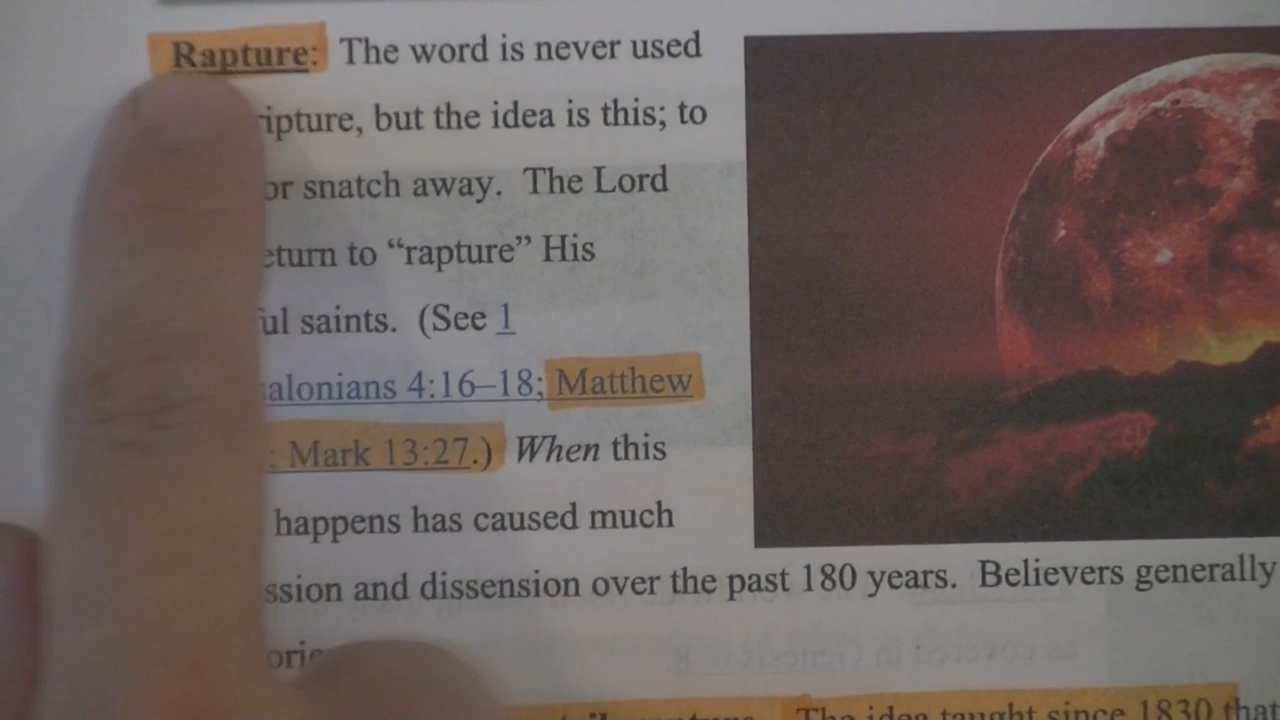 Rapture: The word is never used
ripture, but the idea is this; to
or snatch away. The Lord
eturn to “rapture” His
ul saints. (See 1
alonians 4:16–18; Matthew
; Mark 13:27.) When this
happens has caused much
ssion and dissension over the past 180 years. Believers generally
The idea taught since 1830 that